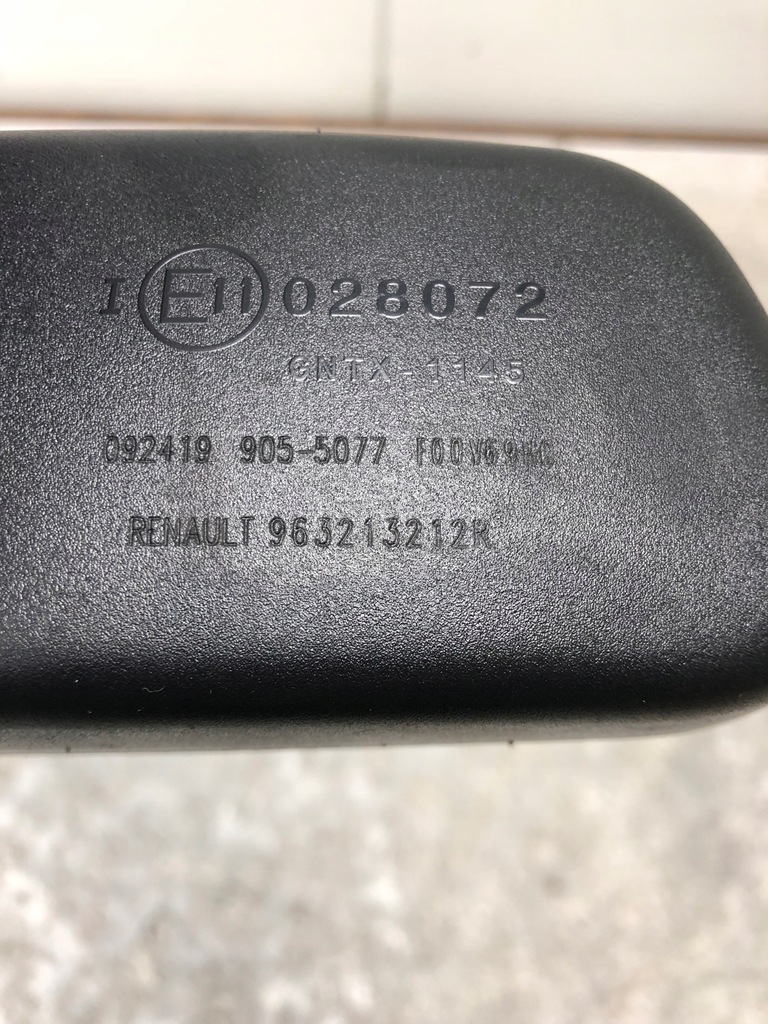 I E11 028072
GNTX-1145
092419 905-5077
RENAULT 963213212R